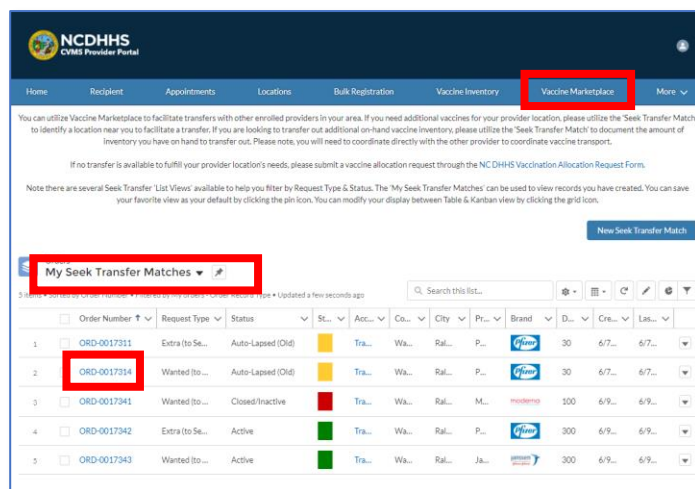 NCDHHS
CVMS Provider Portal
Home Recipient Appointments Locations Bulk Registration Vaccine Inventory Vaccine Marketplace More
You can utilize Vaccine Marketplace to facilitate transfers with other enrolled providers in your area. If you need additional vaccines for your provider location, please utilize the 'Seek Transfer Match'
to identify a location near you to facilitate a transfer. If you are looking to transfer out additional on-hand vaccine inventory, please utilize the 'Seek Transfer Match' to document the amount of
inventory you have on hand to transfer out. Please note, you will need to coordinate directly with the other provider to coordinate vaccine transport.
If no transfer is available to fulfill your provider location's needs, please submit a vaccine allocation request through the NC DHHS Vaccination Allocation Request Form.
Note there are several Seek Transfer 'List Views' available to help you filter by Request Type & Status. The 'My Seek Transfer Matches' can be used to view records you have created. You can save
your favorite view as your default by clicking the pin icon. You can modify your display between Table & Kanban view by clicking the grid icon.
New Seek Transfer Match
Orders
My Seek Transfer Matches
5 items • Sorted by Order Number • Filtered by My orders - Order Record Type • Updated a few seconds ago
Search this list...
Order Number Request Type Status St... Acc... Co... City Pr... Brand D... Cre... Las...
1 ORD-0017311 Extra (to Se... Auto-Lapsed (Old) Tra... Wa... Ral... P... Pfizer 30 6/7... 6/7...
2 ORD-0017314 Wanted (to ... Auto-Lapsed (Old) Tra... Wa... Ral... P... Pfizer 30 6/7... 6/7...
3 ORD-0017341 Wanted (to ... Closed/Inactive Tra... Wa... Ral... M... moderna 100 6/9... 6/9...
4 ORD-0017342 Extra (to Se... Active Tra... Wa... Ral... P... Pfizer 300 6/9... 6/9...
5 ORD-0017343 Wanted (to ... Active Tra... Wa... Ral... Ja... janssen 300 6/9... 6/9...